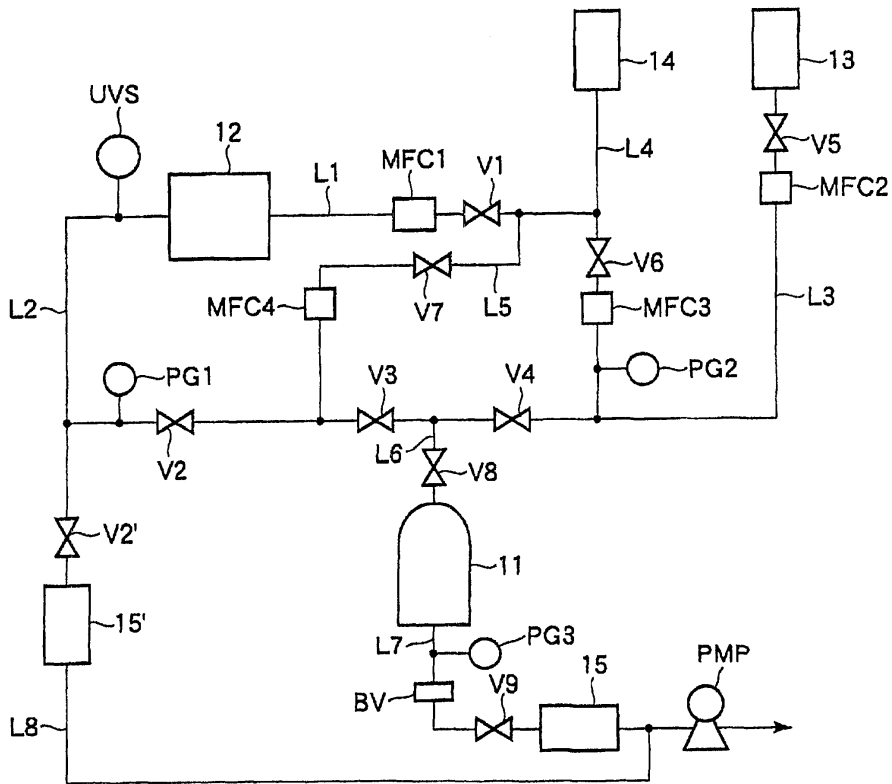 14
13
UVS
12
MFC1
V1
L1
L4
V5
MFC2
V6
L2
MFC4
V7
L5
MFC3
L3
PG1
V3
V4
PG2
V2
L6
V8
V2'
11
15'
L7
PG3
BV
V9
15
PMP
L8